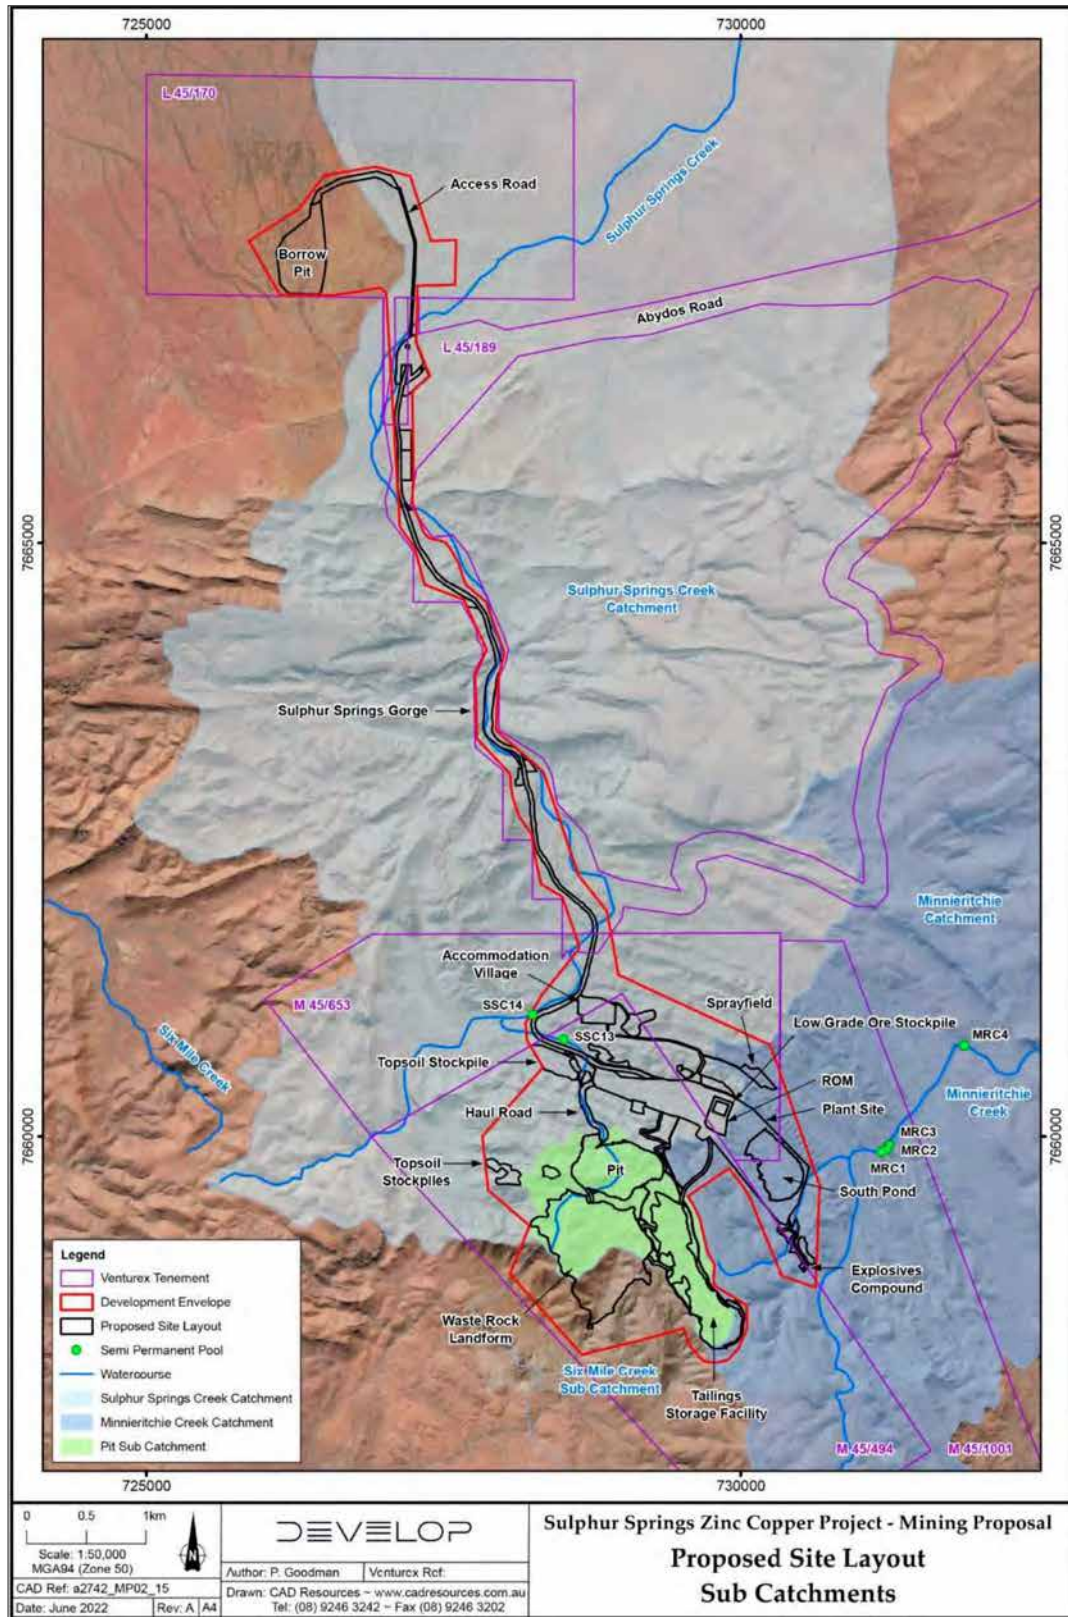 725000
730000
L 45/170
Access Road
Sulphur Springs Creek
Borrow
Pit
Abydos Road
L 45/189
7665000
7665000
Sulphur Springs Creek
Catchment
Sulphur Springs Gorge
Minnieritchie
Catchment
Accommodation
Village
M 45/653
SSC14
Sprayfield
Low Grade Ore Stockpile
SSC13
MRC4
Six Mile Creek
Topsoil Stockpile
ROM
Minnieritchie
Creek
Haul Road
Plant Site
7660000
7660000
MRC3
MRC2
MRC1
Topsoil
Stockpiles
Pit
South Pond
Legend
Venturex Tenement
Development Envelope
Proposed Site Layout
Semi Permanent Pool
Watercourse
Sulphur Springs Creek Catchment
Minnieritchie Creek Catchment
Pit Sub Catchment
Explosives
Compound
Waste Rock
Landform
Six Mile Creek
Sub Catchment
Tailings
Storage Facility
M 45/494
M 45/1001
725000
730000
0 0.5 1km
Scale: 1:50,000
MGA94 (Zone 50)
N
CAD Ref: a2742_MP02_15
Date: June 2022
Rev: A
A4
DEVELOP
Author: P. Goodman
Venturex Ref:
Drawn: CAD Resources ~ www.cadresources.com.au
Tel: (08) 9246 3242 ~ Fax (08) 9246 3202
Sulphur Springs Zinc Copper Project - Mining Proposal
Proposed Site Layout
Sub Catchments